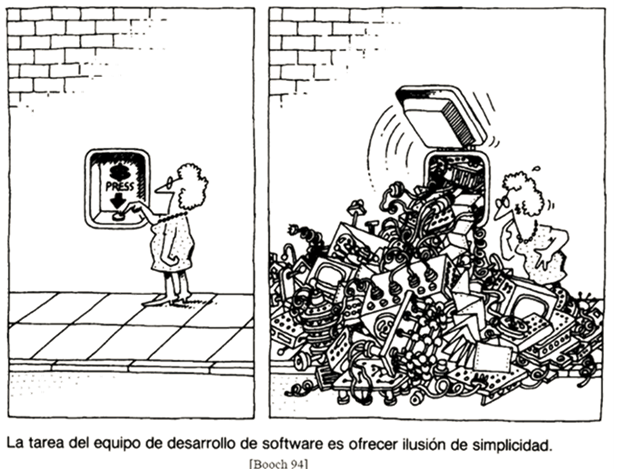 PRESS
La tarea del equipo de desarrollo de software es ofrecer ilusión de simplicidad.
[Booch 94]